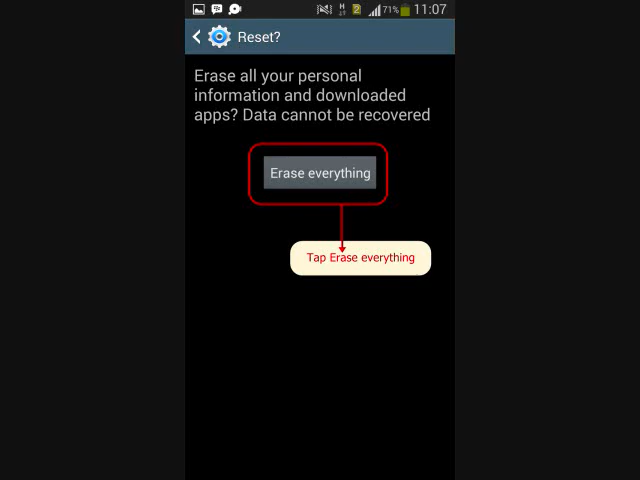 H 2 71% 11:07
Reset?
Erase all your personal
information and downloaded
apps? Data cannot be recovered
Erase everything
Tap Erase everything